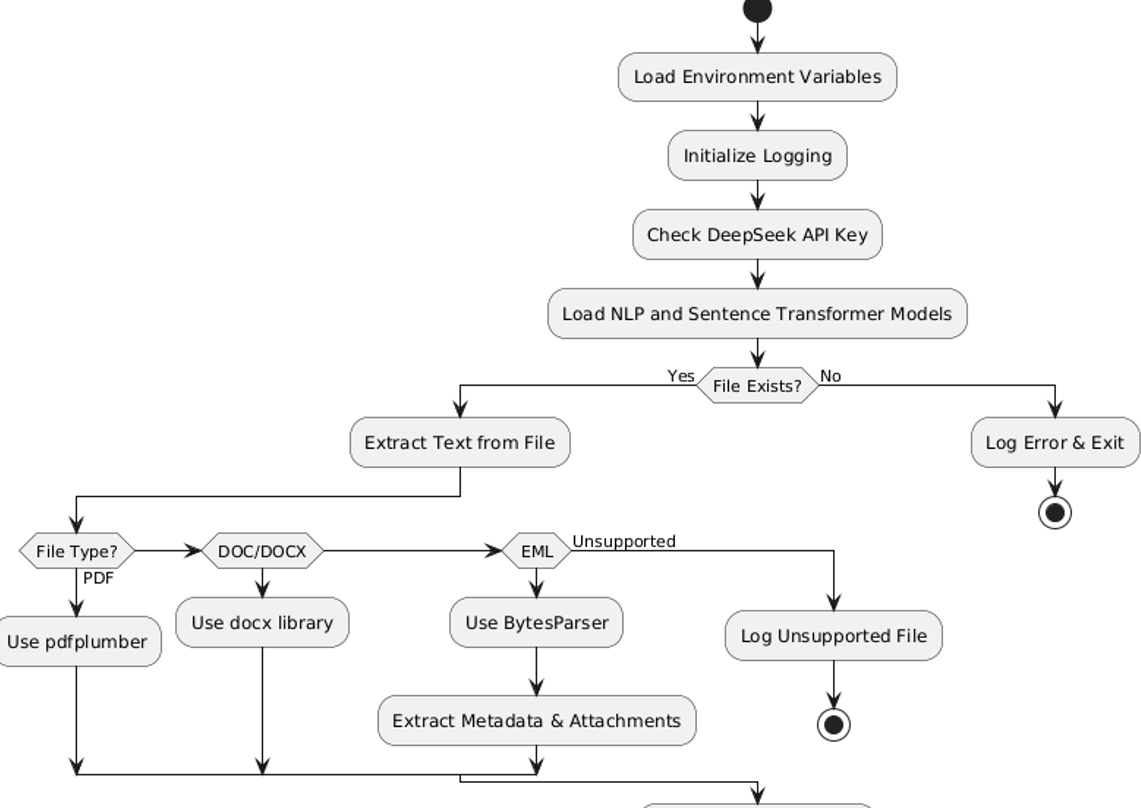 Load Environment Variables
Initialize Logging
Check DeepSeek API Key
Load NLP and Sentence Transformer Models
Yes
File Exists?
No
Extract Text from File
Log Error & Exit
File Type?
DOC/DOCX
EML
Unsupported
PDF
Use pdfplumber
Use docx library
Use BytesParser
Log Unsupported File
Extract Metadata & Attachments